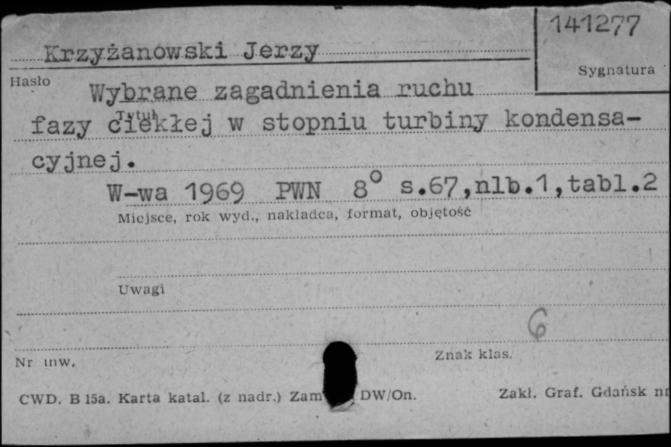 141277
Krzyżanowski Jerzy
Sygnatura
Hasło
Wybrane zagadnienia ruchu
Tytuł
fazy ciekłej w stopniu turbiny kondensa-
cyjnej.
W-wa 1969 PWN 8° s.67,nlb.1,tabl.2
Miejsce, rok wyd., nakładca, format, objętość
Uwagi
6
Nr inw.
Znak klas.
CWD. B 15a. Karta katal. (z nadr.) Zam DW/On.
Zakł. Graf. Gdańsk nr